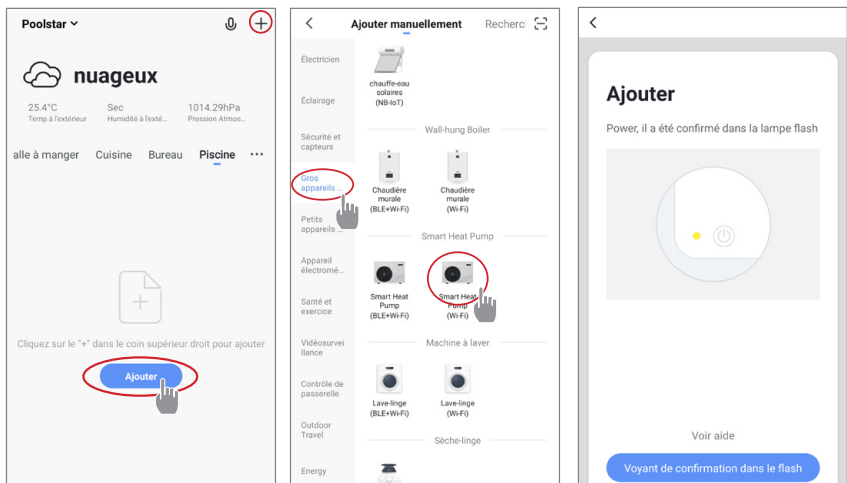 Poolstar
nuageux
25.4°C Sec 1014.29hPa
Temp à l'extérieur Humidité à l'exté... Pression Atmos...
alle à manger Cuisine Bureau Piscine ···
Cliquez sur le "+" dans le coin supérieur droit pour ajouter
Ajouter
Ajouter manuellement Recherc
Électricien
Éclairage
Sécurité et
capteurs
Gros
appareils ...
Petits
appareils ...
Appareil
électromé...
Santé et
exercice
Vidéosurvei
llance
Contrôle de
passerelle
Outdoor
Travel
Energy
chauffe-eau
solaires
(NB-IoT)
Wall-hung Boiler
Chaudière
murale
(BLE+Wi-Fi)
Chaudière
murale
(Wi-Fi)
Smart Heat Pump
Smart Heat
Pump
(BLE+Wi-Fi)
Smart Heat
Pump
(Wi-Fi)
Machine à laver
Lave-linge
(BLE+Wi-Fi)
Lave-linge
(Wi-Fi)
Sèche-linge
Ajouter
Power, il a été confirmé dans la lampe flash
Voir aide
Voyant de confirmation dans le flash